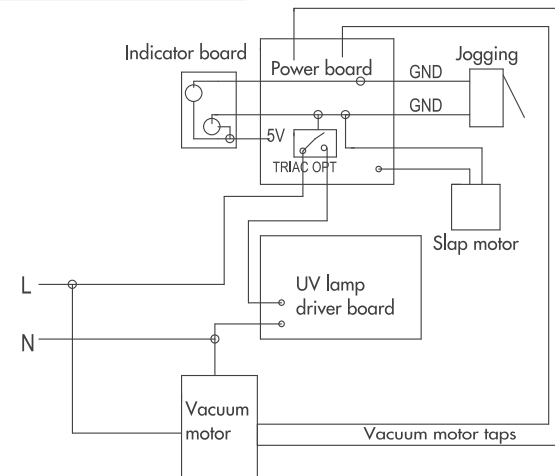 Indicator board
Power board
Jogging
GND
GND
5V
TRIAC OPT
Slap motor
UV lamp
driver board
L
N
Vacuum
motor
Vacuum motor taps